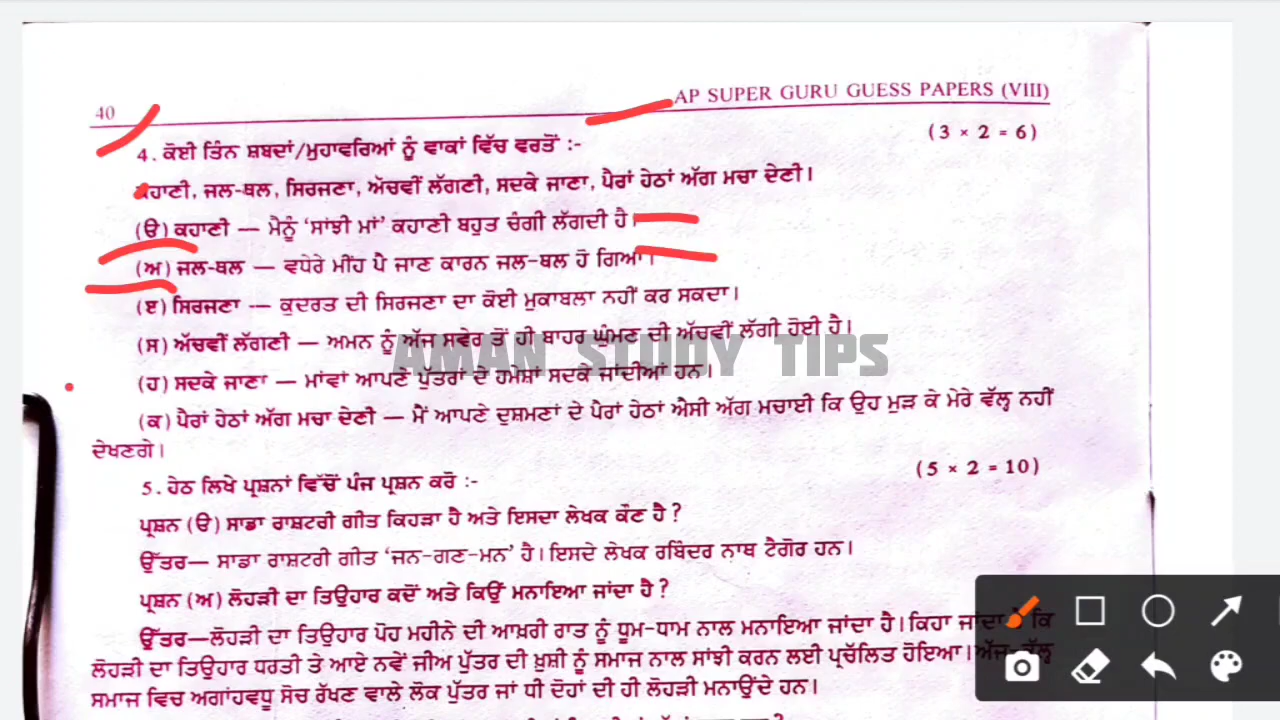 40
AP SUPER GURU GUESS PAPERS (VIII)
4. ਕੋਈ ਤਿੰਨ ਸ਼ਬਦਾਂ/ਮੁਹਾਵਰਿਆਂ ਨੂੰ ਵਾਕਾਂ ਵਿੱਚ ਵਰਤੋਂ :- (3 × 2 = 6)
ਕਹਾਣੀ, ਜਲ-ਥਲ, ਸਿਰਜਣਾ, ਅੱਚਵੀਂ ਲੱਗਣੀ, ਸਦਕੇ ਜਾਣਾ, ਪੈਰਾਂ ਹੇਠਾਂ ਅੱਗ ਮਚਾ ਦੇਣੀ।
(ੳ) ਕਹਾਣੀ — ਮੈਨੂੰ ‘ਸਾਂਝੀ ਮਾਂ’ ਕਹਾਣੀ ਬਹੁਤ ਚੰਗੀ ਲੱਗਦੀ ਹੈ।
(ਅ) ਜਲ-ਥਲ — ਵਧੇਰੇ ਮੀਂਹ ਪੈ ਜਾਣ ਕਾਰਨ ਜਲ-ਥਲ ਹੋ ਗਿਆ।
(ੲ) ਸਿਰਜਣਾ — ਕੁਦਰਤ ਦੀ ਸਿਰਜਣਾ ਦਾ ਕੋਈ ਮੁਕਾਬਲਾ ਨਹੀਂ ਕਰ ਸਕਦਾ।
(ਸ) ਅੱਚਵੀਂ ਲੱਗਣੀ — ਅਮਨ ਨੂੰ ਅੱਜ ਸਵੇਰ ਤੋਂ ਹੀ ਬਾਹਰ ਘੁੰਮਣ ਦੀ ਅੱਚਵੀਂ ਲੱਗੀ ਹੋਈ ਹੈ।
AMAN STUDY TIPS
(ਹ) ਸਦਕੇ ਜਾਣਾ — ਮਾਂਵਾਂ ਆਪਣੇ ਪੁੱਤਰਾਂ ਦੇ ਹਮੇਸ਼ਾਂ ਸਦਕੇ ਜਾਂਦੀਆਂ ਹਨ।
(ਕ) ਪੈਰਾਂ ਹੇਠਾਂ ਅੱਗ ਮਚਾ ਦੇਣੀ — ਮੈਂ ਆਪਣੇ ਦੁਸ਼ਮਣਾਂ ਦੇ ਪੈਰਾਂ ਹੇਠਾਂ ਐਸੀ ਅੱਗ ਮਚਾਈ ਕਿ ਉਹ ਮੁੜ ਕੇ ਮੇਰੇ ਵੱਲ੍ਹ ਨਹੀਂ
ਦੇਖਣਗੇ।
5. ਹੇਠ ਲਿਖੇ ਪ੍ਰਸ਼ਨਾਂ ਵਿੱਚੋਂ ਪੰਜ ਪ੍ਰਸ਼ਨ ਕਰੋ :- (5 × 2 = 10)
ਪ੍ਰਸ਼ਨ (ੳ) ਸਾਡਾ ਰਾਸ਼ਟਰੀ ਗੀਤ ਕਿਹੜਾ ਹੈ ਅਤੇ ਇਸਦਾ ਲੇਖਕ ਕੌਣ ਹੈ ?
ਉੱਤਰ— ਸਾਡਾ ਰਾਸ਼ਟਰੀ ਗੀਤ ‘ਜਨ-ਗਣ-ਮਨ’ ਹੈ। ਇਸਦੇ ਲੇਖਕ ਰਬਿੰਦਰ ਨਾਥ ਟੈਗੋਰ ਹਨ।
ਪ੍ਰਸ਼ਨ (ਅ) ਲੋਹੜੀ ਦਾ ਤਿਉਹਾਰ ਕਦੋਂ ਅਤੇ ਕਿਉਂ ਮਨਾਇਆ ਜਾਂਦਾ ਹੈ ?
ਉੱਤਰ—ਲੋਹੜੀ ਦਾ ਤਿਉਹਾਰ ਪੋਹ ਮਹੀਨੇ ਦੀ ਆਖ਼ਰੀ ਰਾਤ ਨੂੰ ਧੂਮ-ਧਾਮ ਨਾਲ ਮਨਾਇਆ ਜਾਂਦਾ ਹੈ। ਕਿਹਾ ਜਾਂਦਾ ਹੈ ਕਿ
ਲੋਹੜੀ ਦਾ ਤਿਉਹਾਰ ਧਰਤੀ ਤੇ ਆਏ ਨਵੇਂ ਜੀਅ ਪੁੱਤਰ ਦੀ ਖ਼ੁਸ਼ੀ ਨੂੰ ਸਮਾਜ ਨਾਲ ਸਾਂਝੀ ਕਰਨ ਲਈ ਪ੍ਰਚੱਲਿਤ ਹੋਇਆ।
ਸਮਾਜ ਵਿਚ ਅਗਾਂਹਵਧੂ ਸੋਚ ਰੱਖਣ ਵਾਲੇ ਲੋਕ ਪੁੱਤਰ ਜਾਂ ਧੀ ਦੋਹਾਂ ਦੀ ਹੀ ਲੋਹੜੀ ਮਨਾਉਂਦੇ ਹਨ।